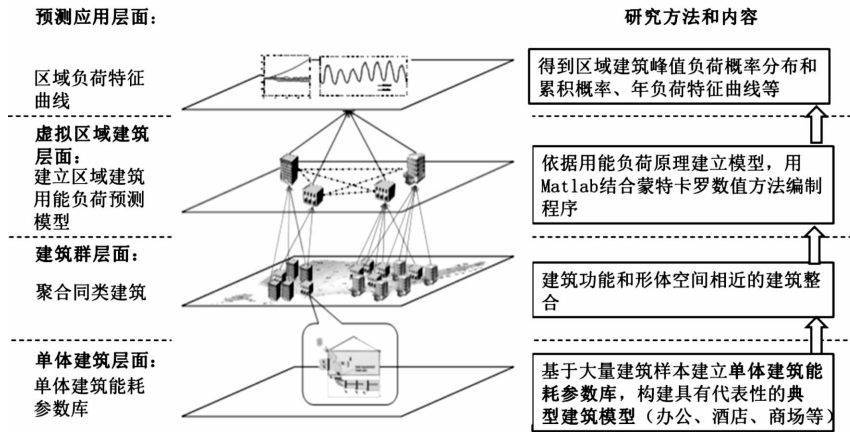 预测应用层面：
研究方法和内容
区域负荷特征
曲线
得到区域建筑峰值负荷概率分布和
累积概率、年负荷特征曲线等
虚拟区域建筑
层面：
建立区域建筑
用能负荷预测
模型
依据用能负荷原理建立模型，用
Matlab结合蒙特卡罗数值方法编制
程序
建筑群层面：
聚合同类建筑
建筑功能和形体空间相近的建筑整
合
单体建筑层面：
单体建筑能耗
参数库
基于大量建筑样本建立单体建筑能
耗参数库，构建具有代表性的典
型建筑模型（办公、酒店、商场等）